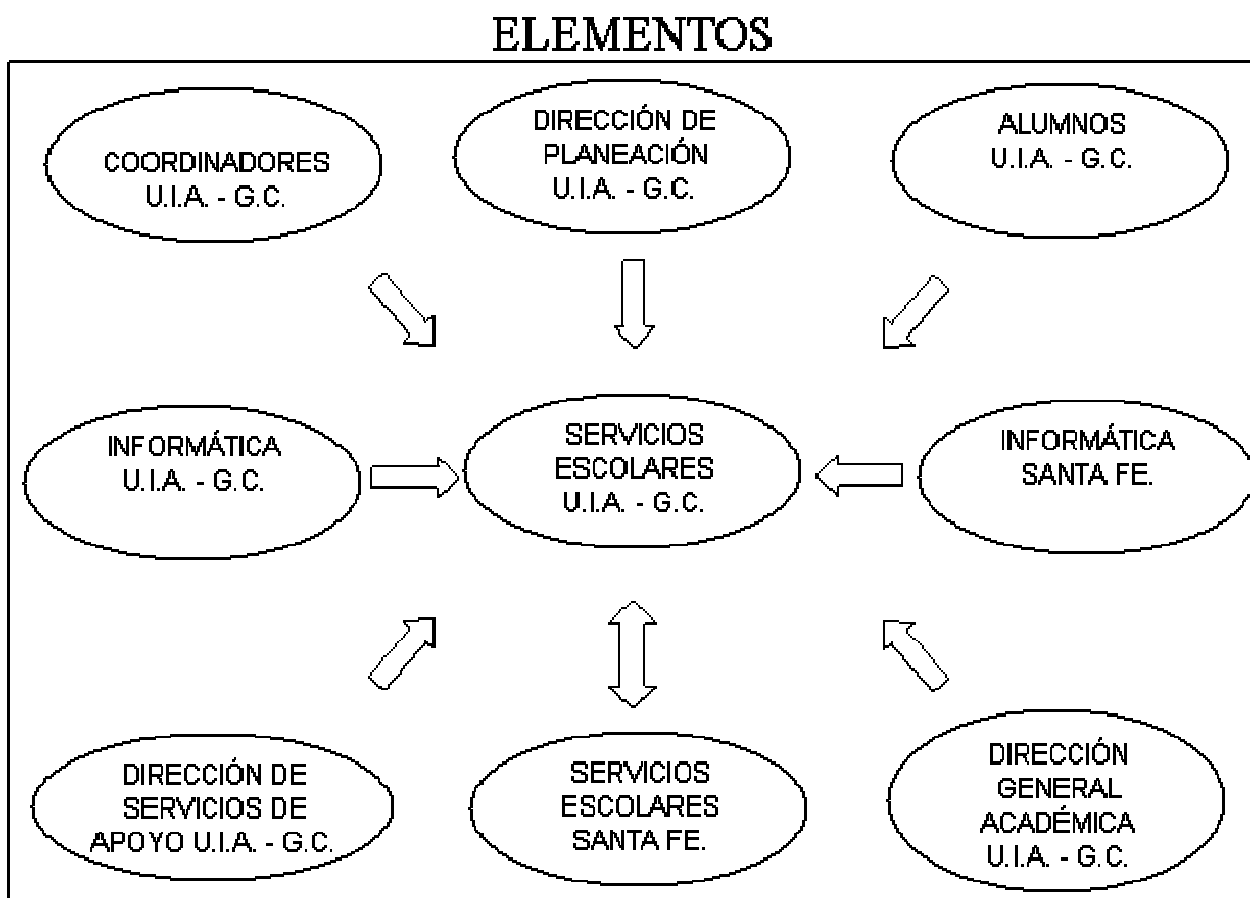 ELEMENTOS
COORDINADORES
U.I.A. - G.C.
DIRECCIÓN DE
PLANEACIÓN
U.I.A. - G.C.
ALUMNOS
U.I.A. - G.C.
INFORMÁTICA
U.I.A. - G.C.
SERVICIOS
ESCOLARES
U.I.A. - G.C.
INFORMÁTICA
SANTA FE.
DIRECCIÓN DE
SERVICIOS DE
APOYO U.I.A. - G.C.
SERVICIOS
ESCOLARES
SANTA FE.
DIRECCIÓN
GENERAL
ACADÉMICA
U.I.A. - G.C.